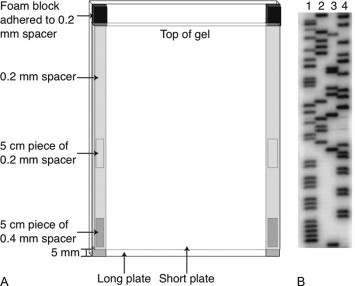 Foam block
adhered to 0.2
mm spacer
Top of gel
0.2 mm spacer
5 cm piece of
0.2 mm spacer
5 cm piece of
0.4 mm spacer
5 mm
Long plate Short plate
A
1 2 3 4
B